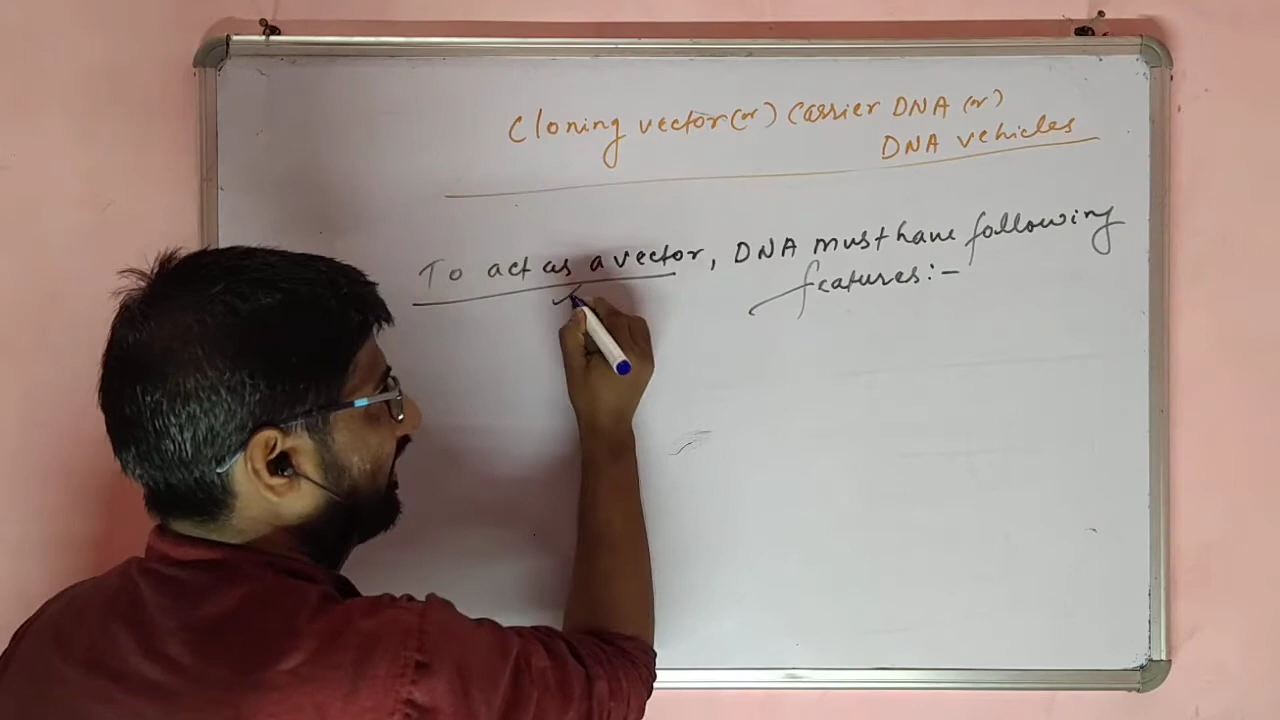 Cloning vector (or) Carrier DNA (or)
DNA vehicles
To act as a vector, DNA must have following
features:-